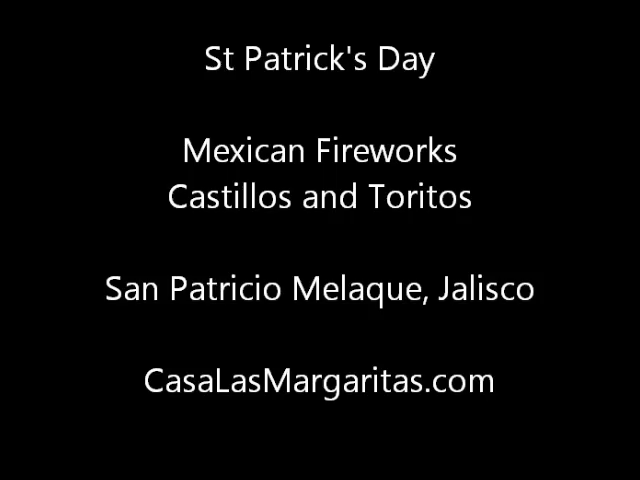 St Patrick's Day
Mexican Fireworks
Castillos and Toritos
San Patricio Melaque, Jalisco
CasaLasMargaritas.com